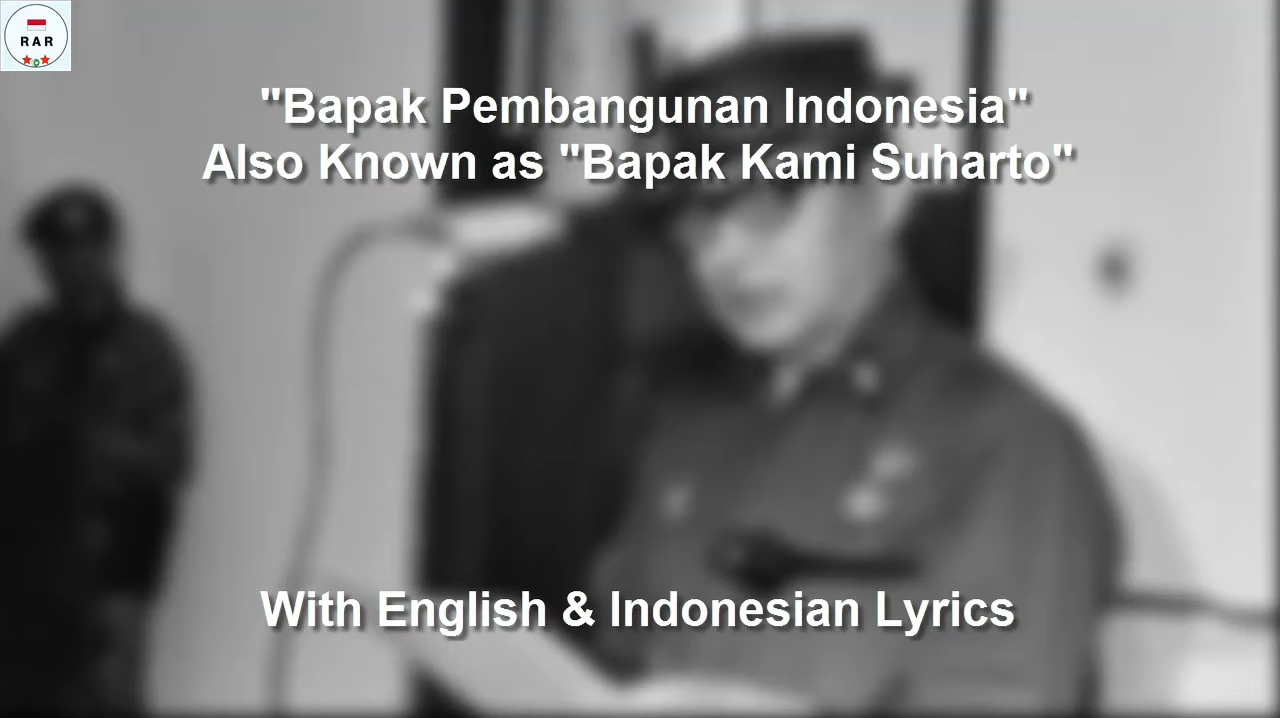 RAR
"Bapak Pembangunan Indonesia"
Also Known as "Bapak Kami Suharto"
With English & Indonesian Lyrics